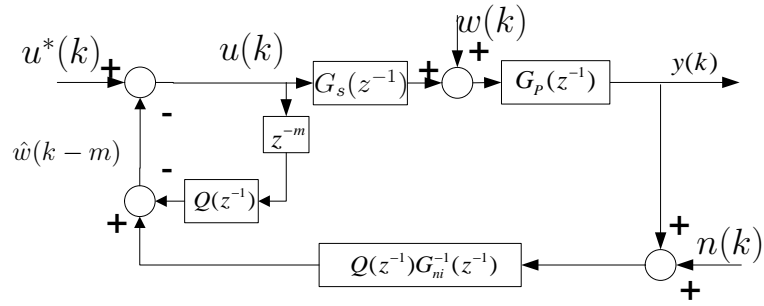 w(k)
u*(k) + u(k) G_s(z^{-1}) + + G_P(z^{-1}) y(k)
-
z^{-m}
ŵ(k − m)
- Q(z^{-1})
+ + n(k)
Q(z^{-1})G_{ni}^{-1}(z^{-1})
+